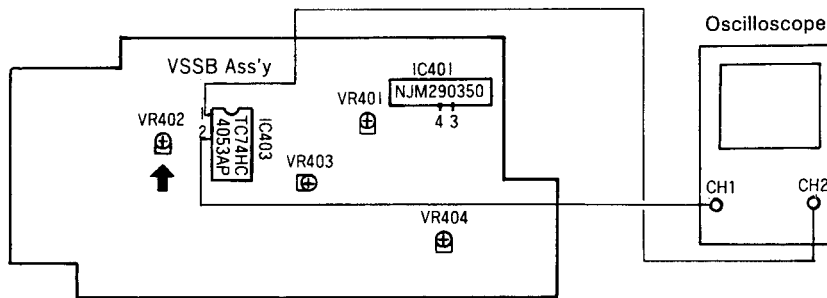 Oscilloscope
VSSB Ass'y
IC401
NJM290350
4 3
VR401
VR402
1
2
TC74HC
4053AP
IC403
VR403
VR404
CH1
CH2